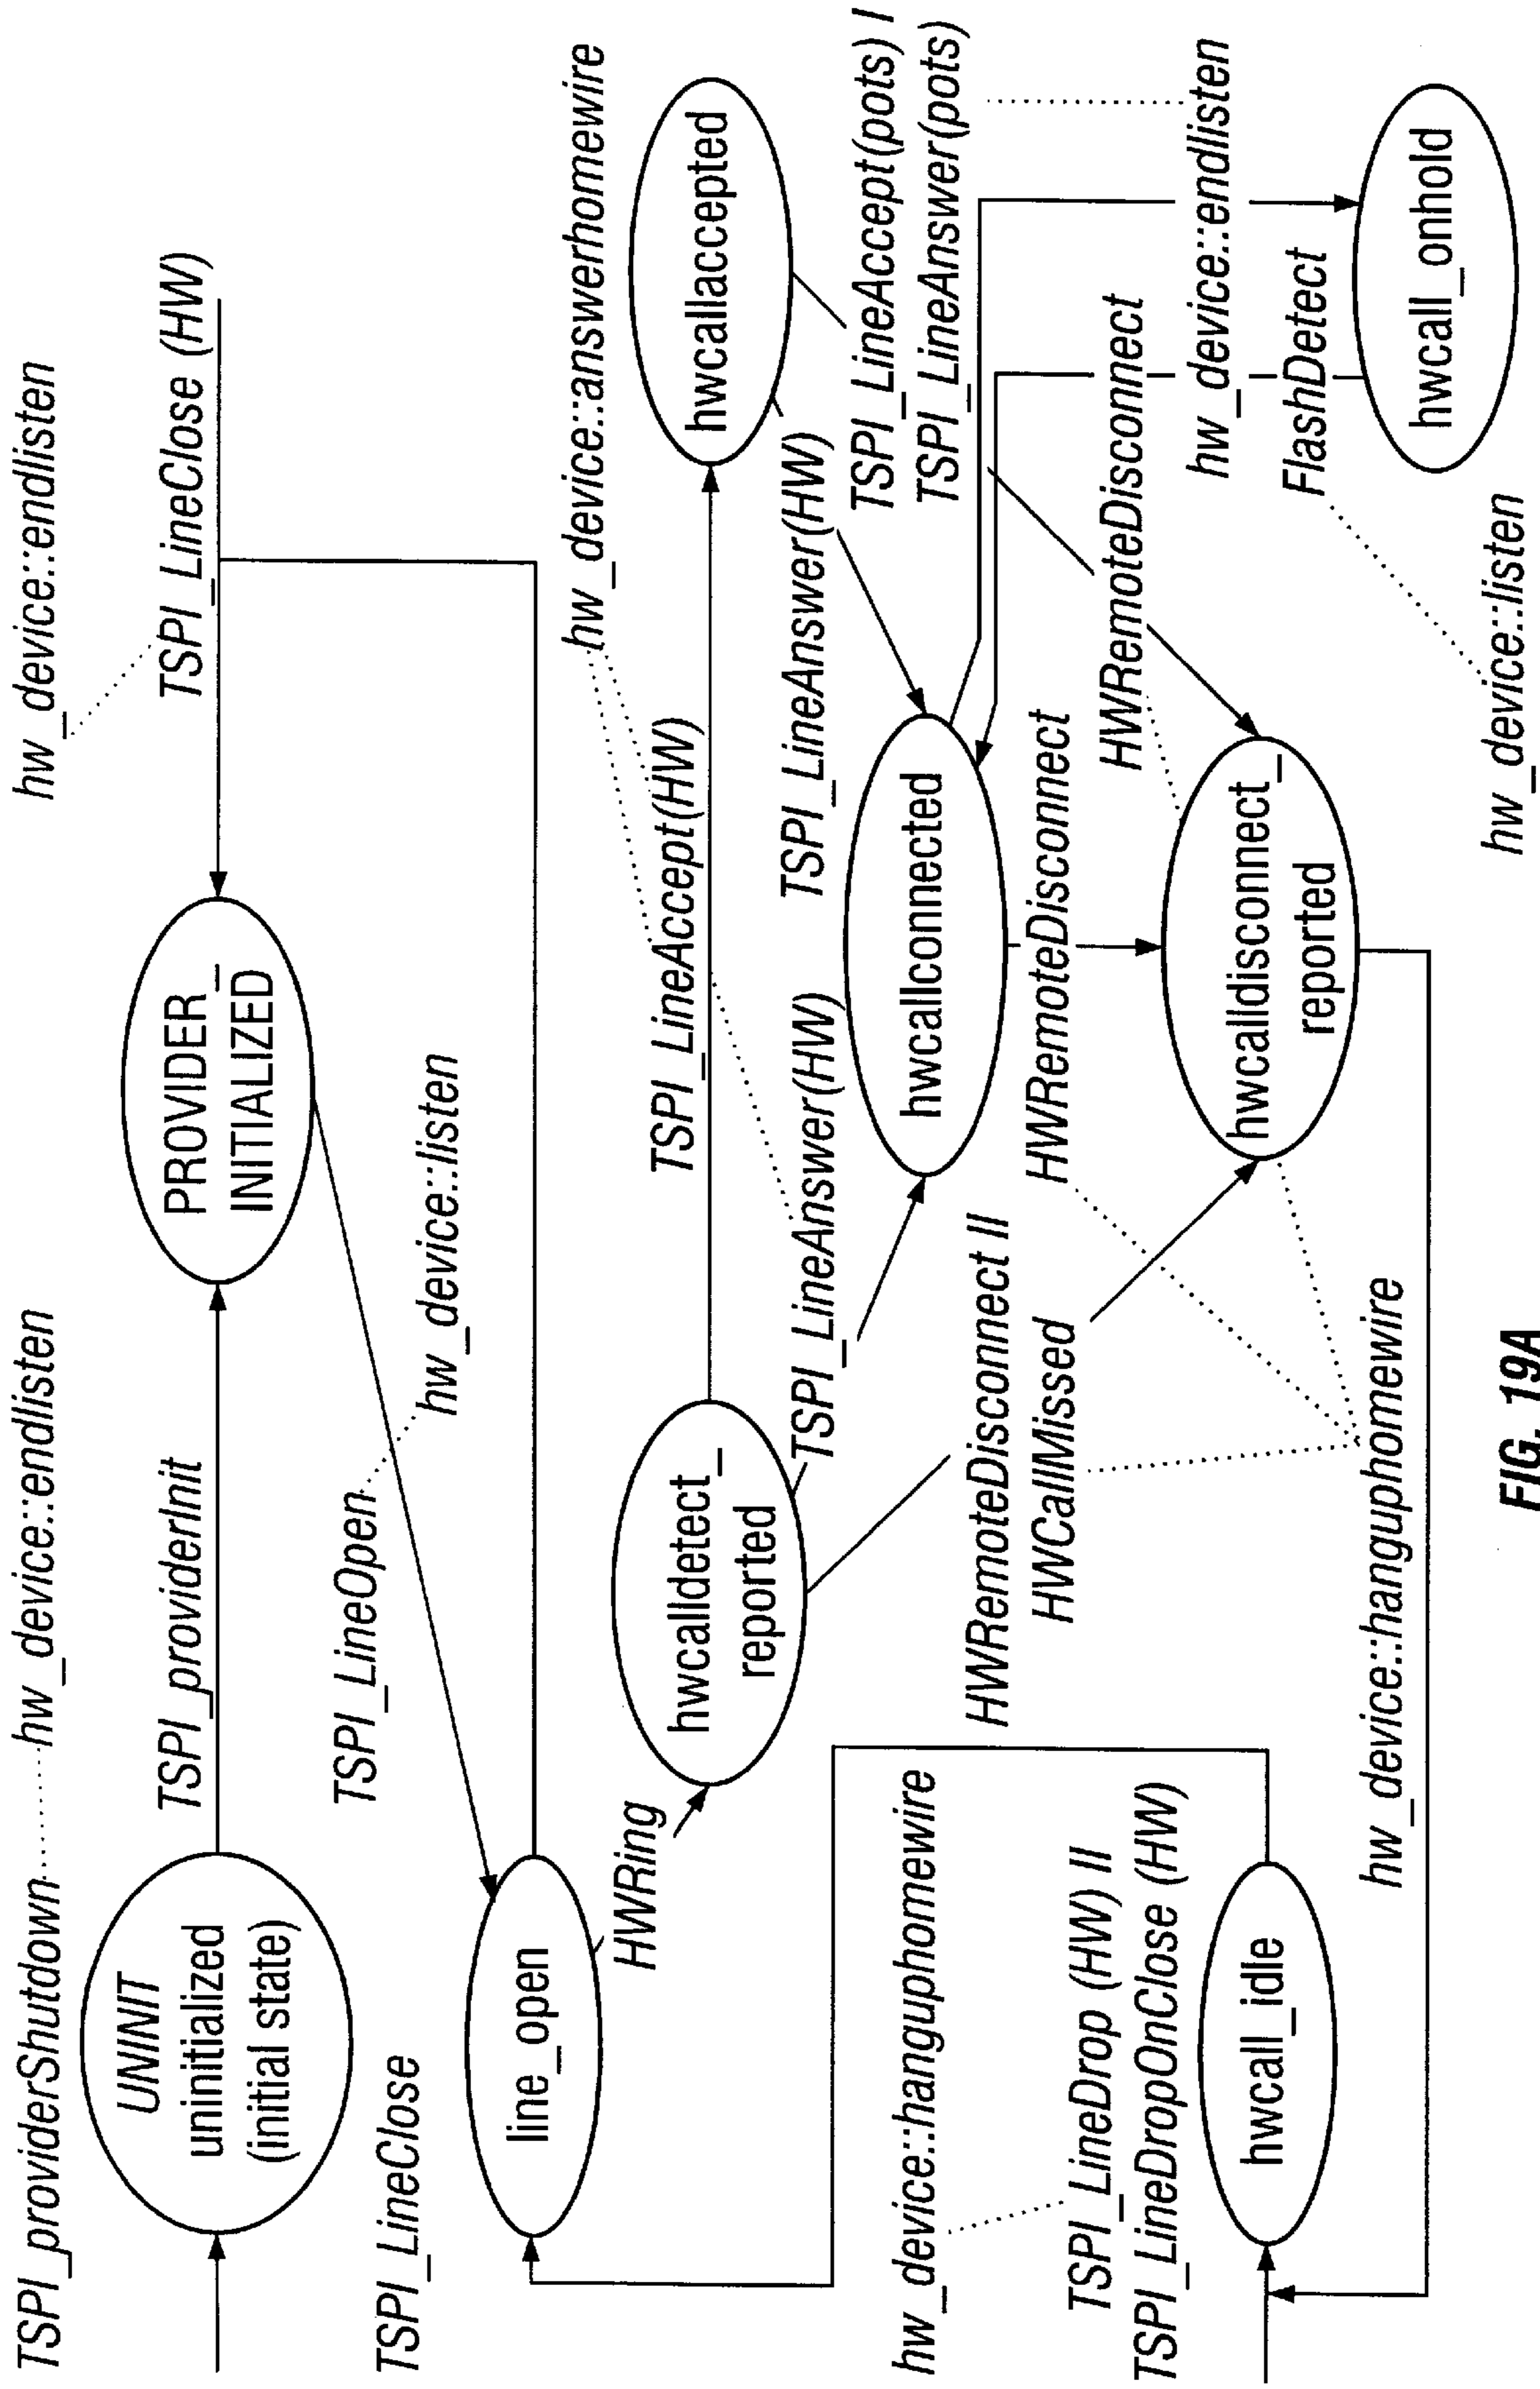 TSPI_providerShutdown
hw_device::endlisten
hw_device::endlisten
UNINIT
uninitialized
(initial state)
TSPI_providerInit
PROVIDER_
INITIALIZED
TSPI_LineClose (HW)
TSPI_LineClose
TSPI_LineOpen
hw_device::listen
line_open
HWRing
hwcalldetect_
reported
TSPI_LineAccept(HW)
hw_device::answerhomewire
hwcallaccepted
TSPI_LineAnswer(HW)
TSPI_LineAnswer(HW)
hwcallconnected
TSPI_LineAccept(pots) I
TSPI_LineAnswer(pots)
hw_device::hanguphomewire
HWRemoteDisconnect II
HWCallMissed
HWRemoteDisconnect
HWRemoteDisconnect
hw_device::endlisten
FlashDetect
TSPI_LineDrop (HW) II
TSPI_LineDropOnClose (HW)
hwcall_idle
hwcalldisconnect_
reported
hwcall_onhold
hw_device::hanguphomewire
hw_device::listen
FIG. 19A